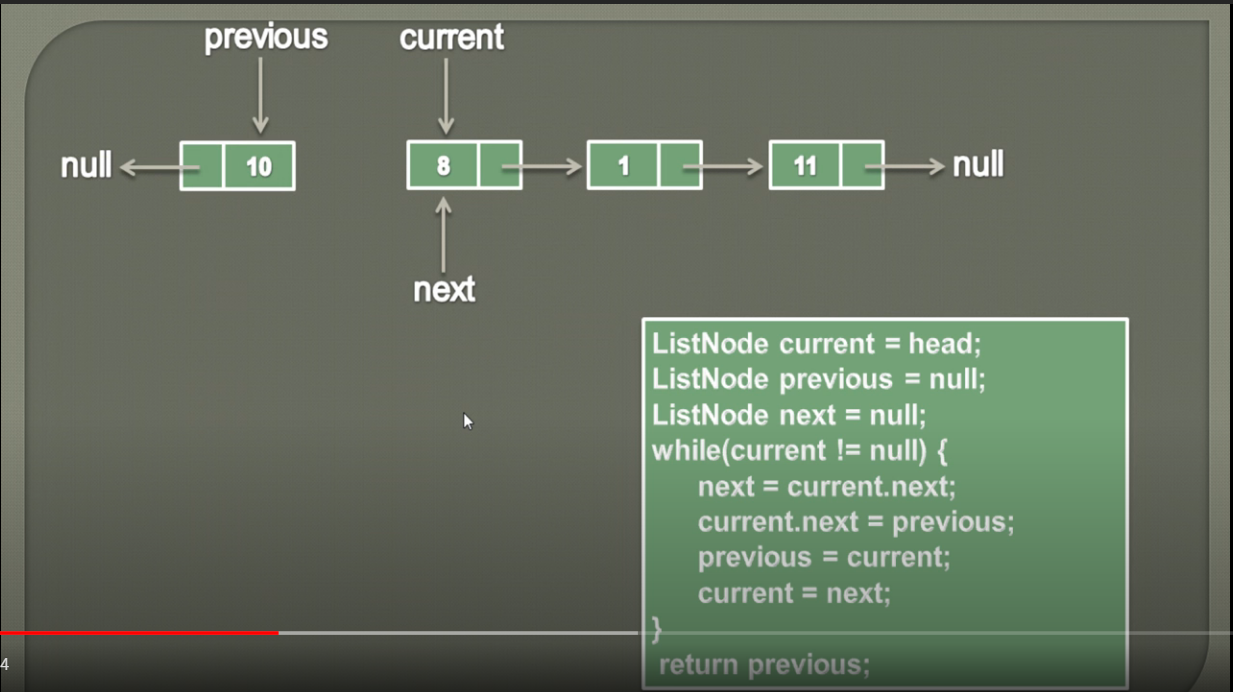 previous current
null 10 8 1 11 null
next
ListNode current = head;
ListNode previous = null;
ListNode next = null;
while(current != null) {
next = current.next;
current.next = previous;
previous = current;
current = next;
}
return previous;
4